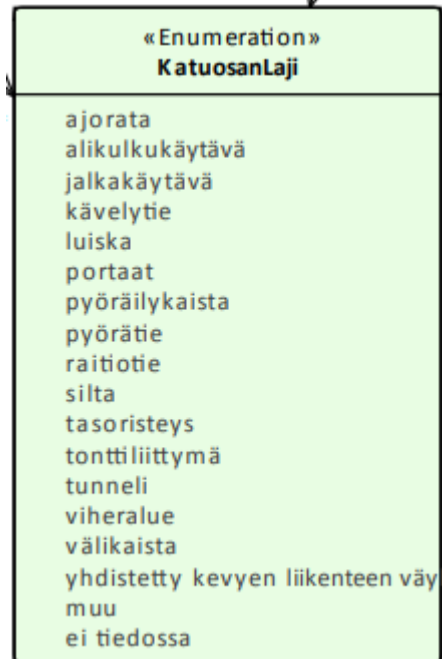 «Enumeration»
KatuosanLaji
ajorata
alikulkukäytävä
jalkakäytävä
kävelytie
luiska
portaat
pyöräilykaista
pyörätie
raitiotie
silta
tasoristeys
tonttiliittymä
tunneli
viheralue
välikaista
yhdistetty kevyen liikenteen väy
muu
ei tiedossa